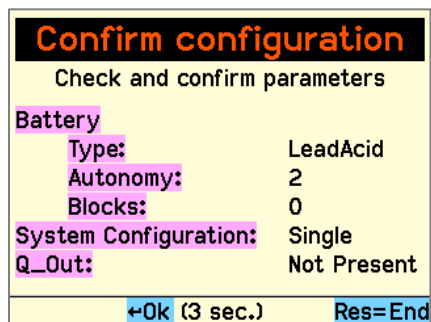 Confirm configuration
Check and confirm parameters
Battery
Type: LeadAcid
Autonomy: 2
Blocks: 0
System Configuration: Single
Q_Out: Not Present
↩Ok (3 sec.) Res=End